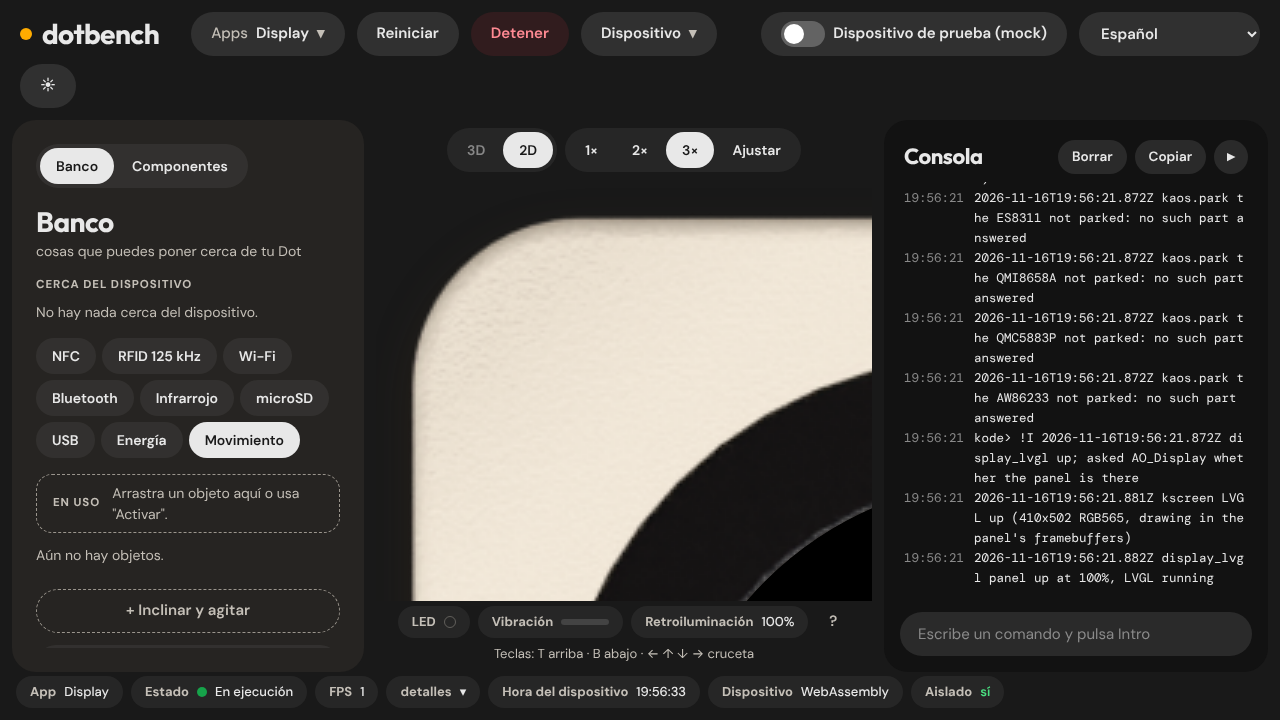 dotbench
Apps Display ▾
Reiniciar
Detener
Dispositivo ▾
Dispositivo de prueba (mock)
Español
Banco
Componentes
Banco
cosas que puedes poner cerca de tu Dot
CERCA DEL DISPOSITIVO
No hay nada cerca del dispositivo.
NFC
RFID 125 kHz
Wi-Fi
Bluetooth
Infrarrojo
microSD
USB
Energía
Movimiento
EN USO
Arrastra un objeto aquí o usa
"Activar".
Aún no hay objetos.
+ Inclinar y agitar
3D
2D
1×
2×
3×
Ajustar
LED
Vibración
Retroiluminación 100%
?
Teclas: T arriba · B abajo · ← ↑ ↓ → cruceta
Consola
Borrar
Copiar
19:56:21 2026-11-16T19:56:21.872Z kaos.park t
he ES8311 not parked: no such part a
nswered
19:56:21 2026-11-16T19:56:21.872Z kaos.park t
he QMI8658A not parked: no such part
answered
19:56:21 2026-11-16T19:56:21.872Z kaos.park t
he QMC5883P not parked: no such part
answered
19:56:21 2026-11-16T19:56:21.872Z kaos.park t
he AW86233 not parked: no such part
answered
19:56:21 kode> !I 2026-11-16T19:56:21.872Z di
splay_lvgl up; asked AO_Display whet
her the panel is there
19:56:21 2026-11-16T19:56:21.881Z kscreen LVG
L up (410x502 RGB565, drawing in the
panel's framebuffers)
19:56:21 2026-11-16T19:56:21.882Z display_lvg
l panel up at 100%, LVGL running
Escribe un comando y pulsa Intro
App Display
Estado En ejecución
FPS 1
detalles ▾
Hora del dispositivo 19:56:33
Dispositivo WebAssembly
Aislado sí